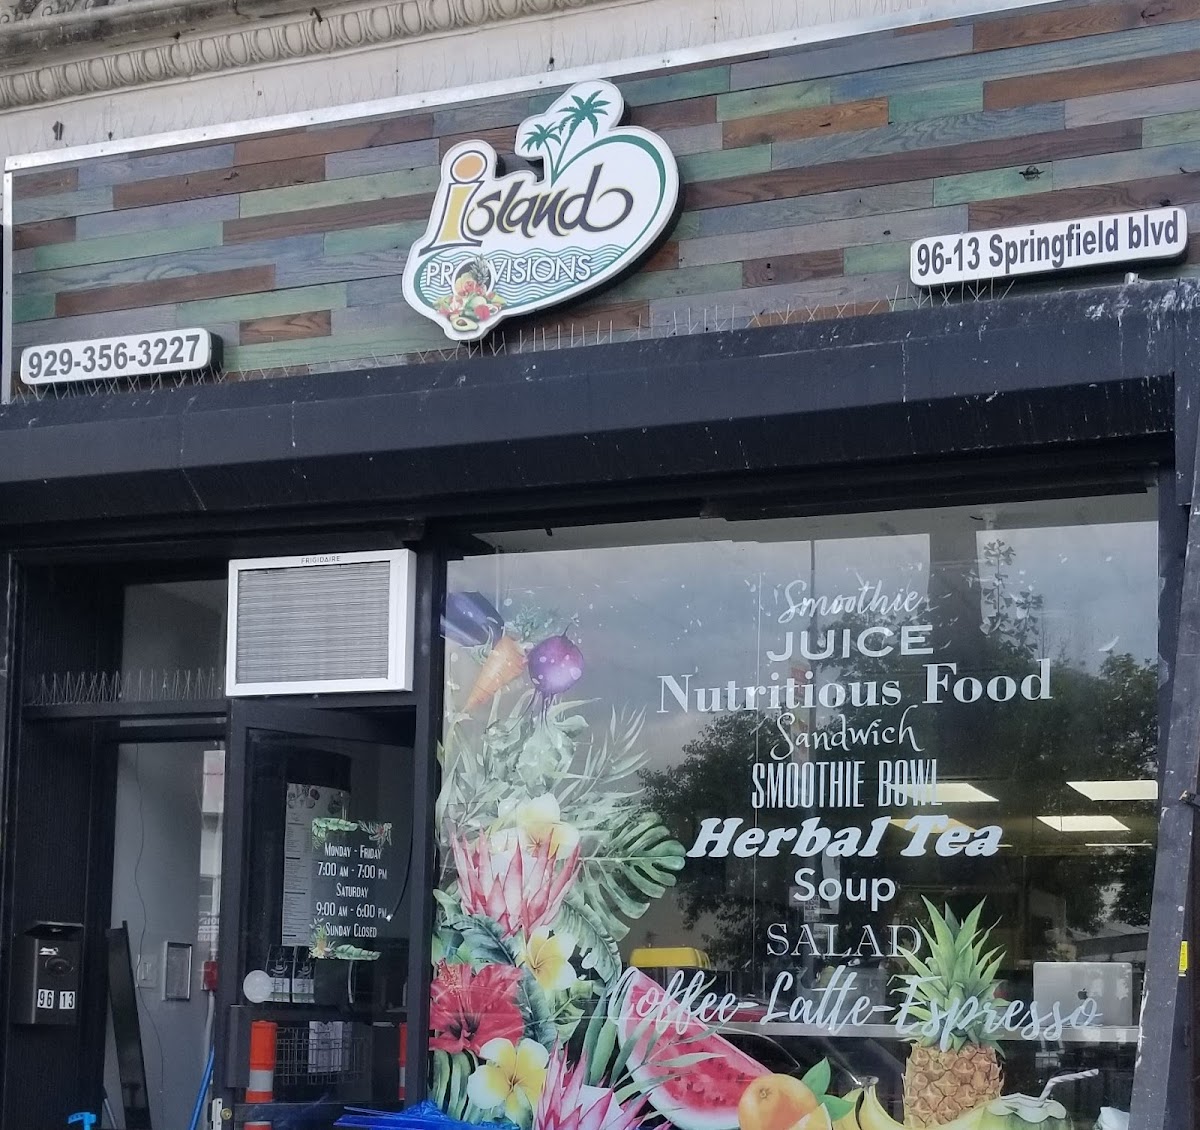 island
PROVISIONS
96-13 Springfield blvd
929-356-3227
FRIGIDAIRE
Smoothie
JUICE
Nutritious Food
Sandwich
SMOOTHIE BOWL
Herbal Tea
Soup
SALAD
Coffee-Latte-Espresso
MONDAY - FRIDAY
7:00 AM - 7:00 PM
SATURDAY
9:00 AM - 6:00 PM
SUNDAY CLOSED
96 13